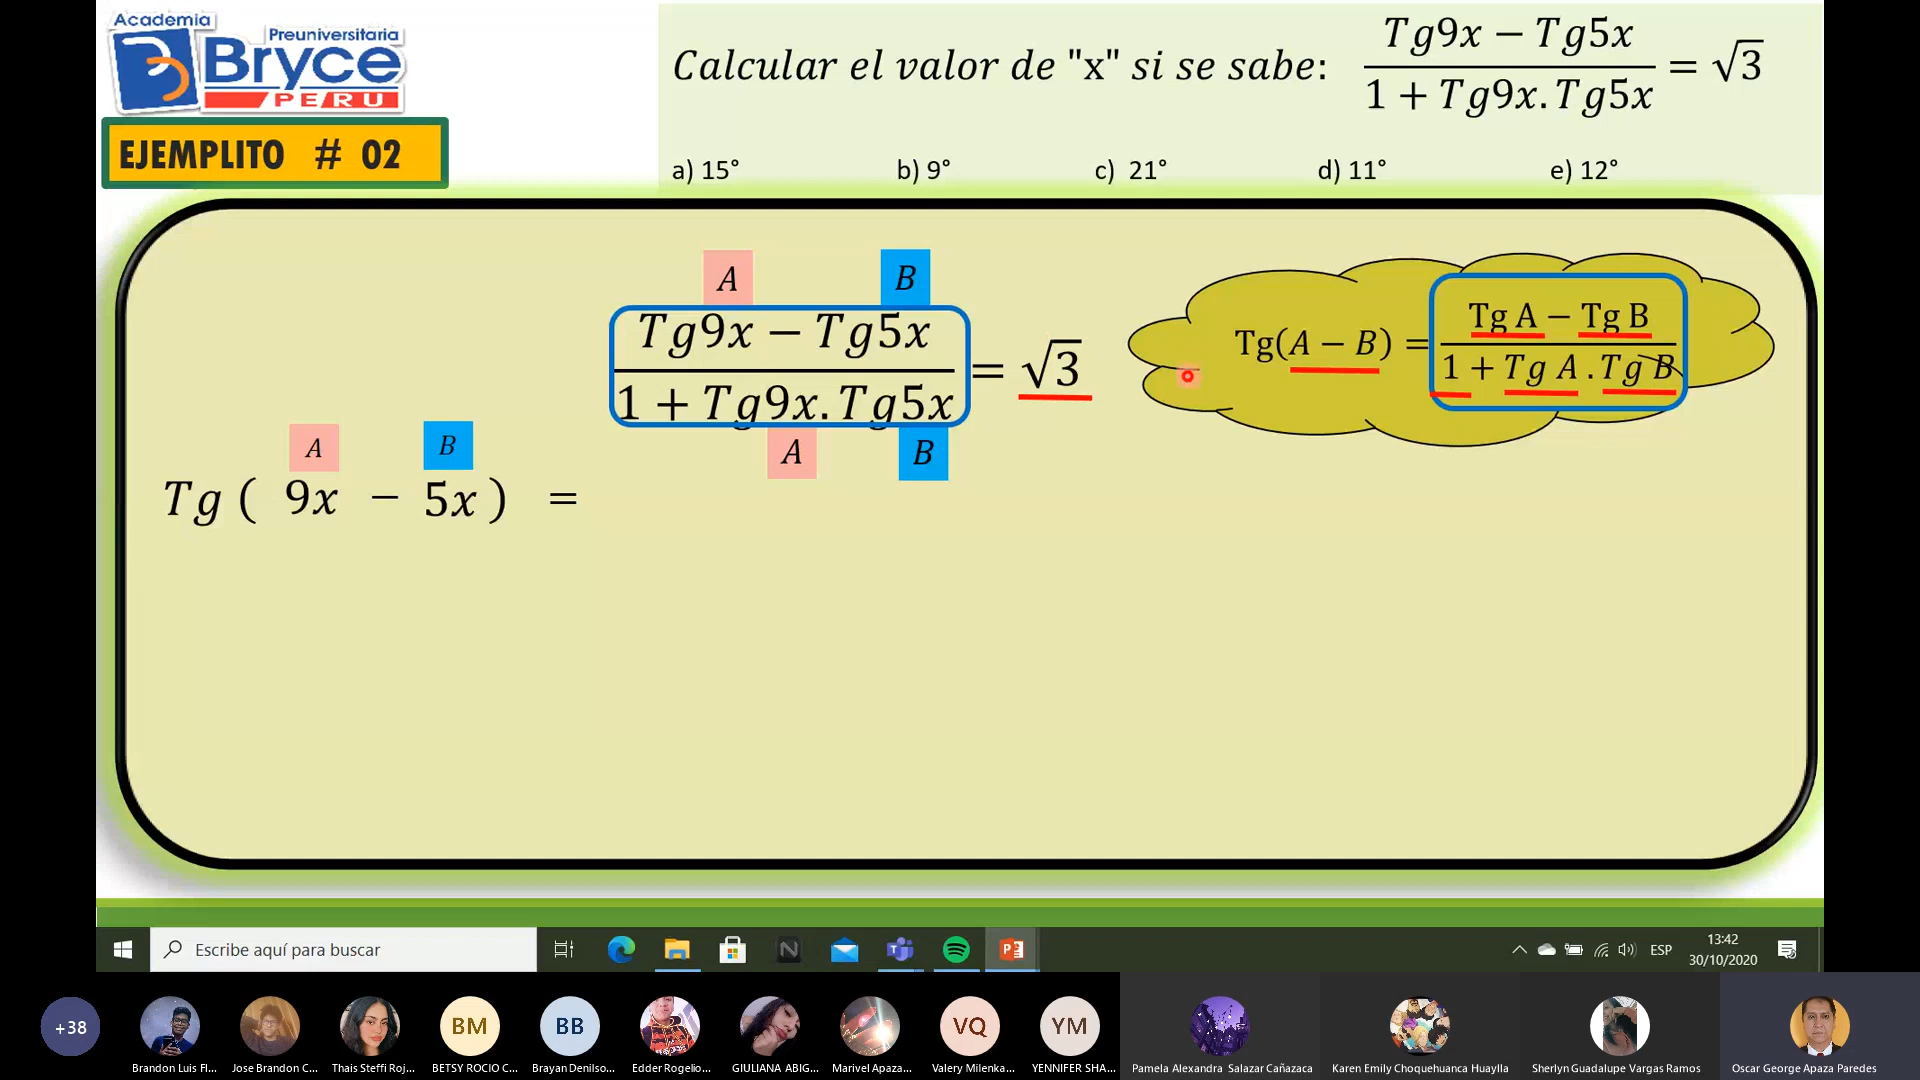 Academia
Preuniversitaria
Bryce
PERU
EJEMPLITO # 02
Calcular el valor de "x" si se sabe: (Tg9x − Tg5x)/(1 + Tg9x.Tg5x) = √3
a) 15° b) 9° c) 21° d) 11° e) 12°
A B
Tg9x − Tg5x
1 + Tg9x.Tg5x
= √3
A B
Tg(A − B) =
Tg A − Tg B
1 + Tg A . Tg B
A B
Tg ( 9x − 5x ) =
Escribe aquí para buscar
ESP
13:42
30/10/2020
+38
BM
BB
VQ
YM
Brandon Luis Fl...
Jose Brandon C...
Thais Steffi Roj...
BETSY ROCIO C...
Brayan Denilso...
Edder Rogelio...
GIULIANA ABIG...
Marivel Apaza...
Valery Milenka...
YENNIFER SHA...
Pamela Alexandra Salazar Cañazaca
Karen Emily Choquehuanca Huaylla
Sherlyn Guadalupe Vargas Ramos
Oscar George Apaza Paredes